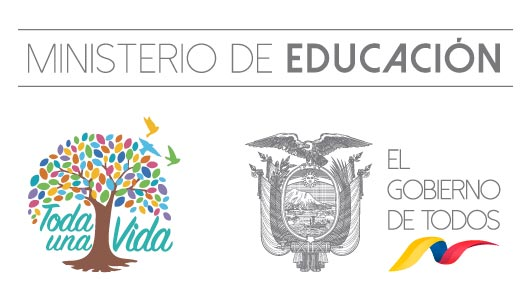 MINISTERIO DE EDUCACIÓN
Toda
una Vida
EL
GOBIERNO
DE TODOS